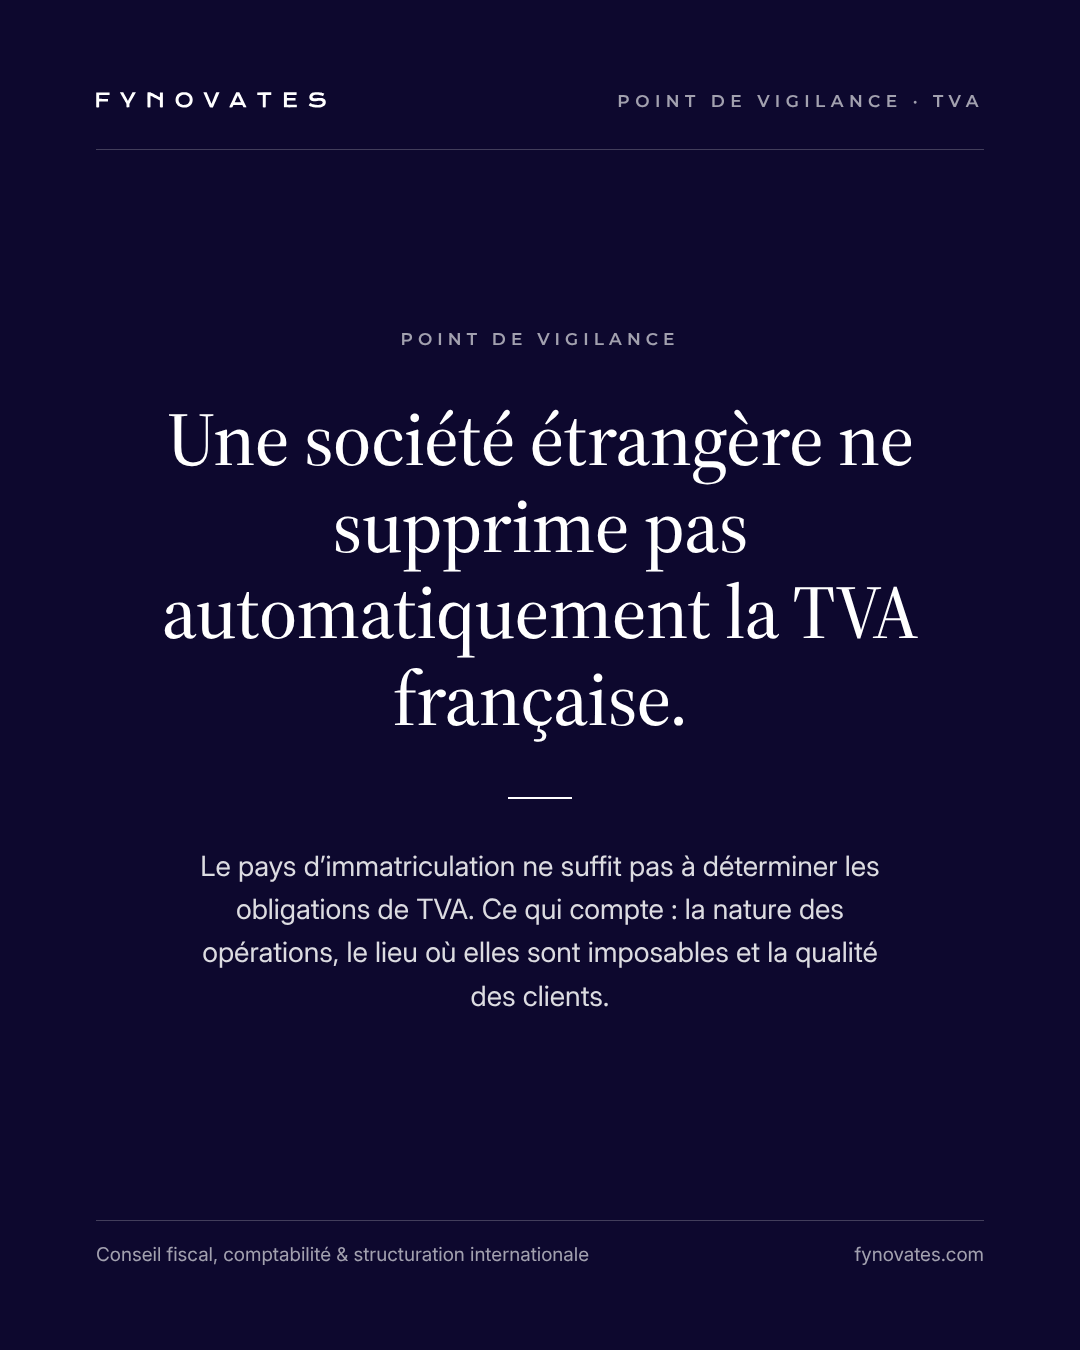 FYNOVATES
POINT DE VIGILANCE · TVA
POINT DE VIGILANCE
Une société étrangère ne
supprime pas
automatiquement la TVA
française.
Le pays d’immatriculation ne suffit pas à déterminer les
obligations de TVA. Ce qui compte : la nature des
opérations, le lieu où elles sont imposables et la qualité
des clients.
Conseil fiscal, comptabilité & structuration internationale
fynovates.com